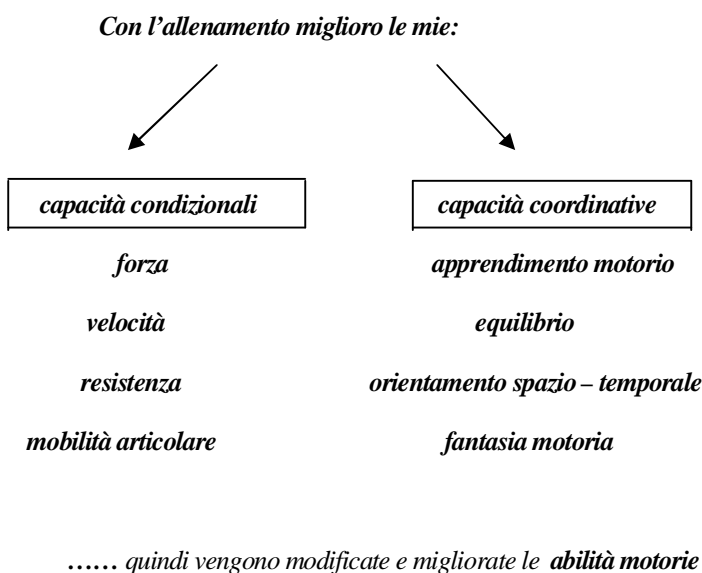 Con l’allenamento miglioro le mie:
capacità condizionali
forza
velocità
resistenza
mobilità articolare
capacità coordinative
apprendimento motorio
equilibrio
orientamento spazio – temporale
fantasia motoria
…… quindi vengono modificate e migliorate le abilità motorie